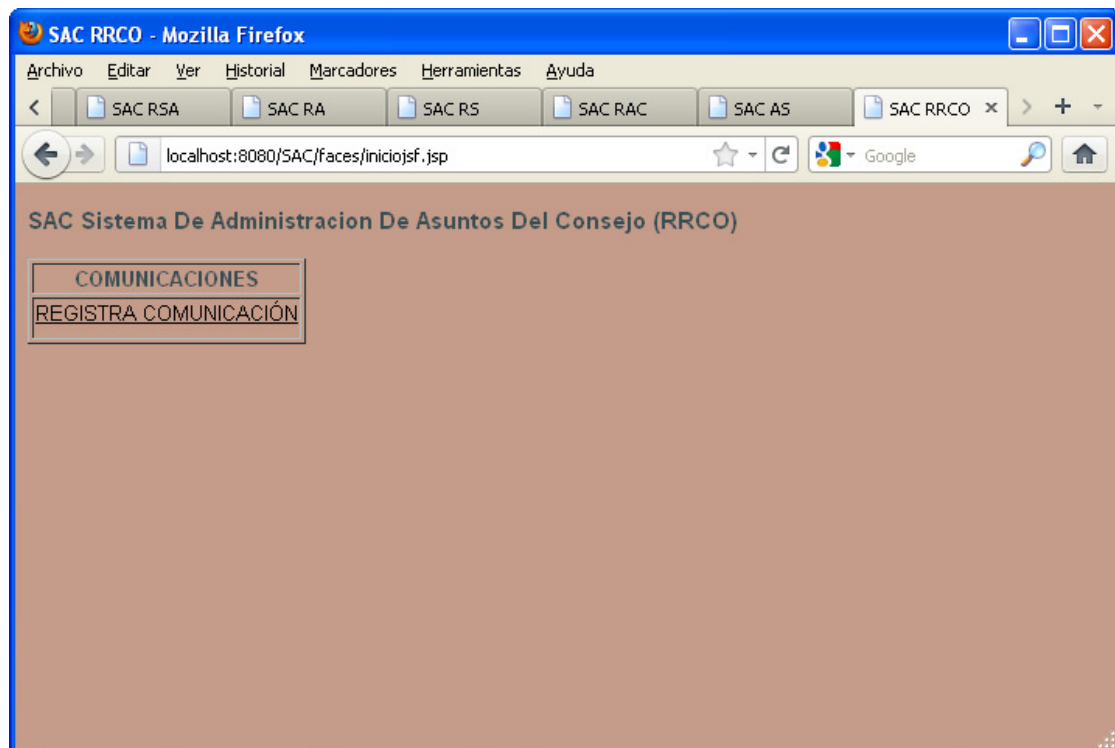 SAC RRCO - Mozilla Firefox
Archivo Editar Ver Historial Marcadores Herramientas Ayuda
SAC RSA SAC RA SAC RS SAC RAC SAC AS SAC RRCO
localhost:8080/SAC/faces/iniciojsf.jsp Google
SAC Sistema De Administracion De Asuntos Del Consejo (RRCO)
COMUNICACIONES
REGISTRA COMUNICACIÓN